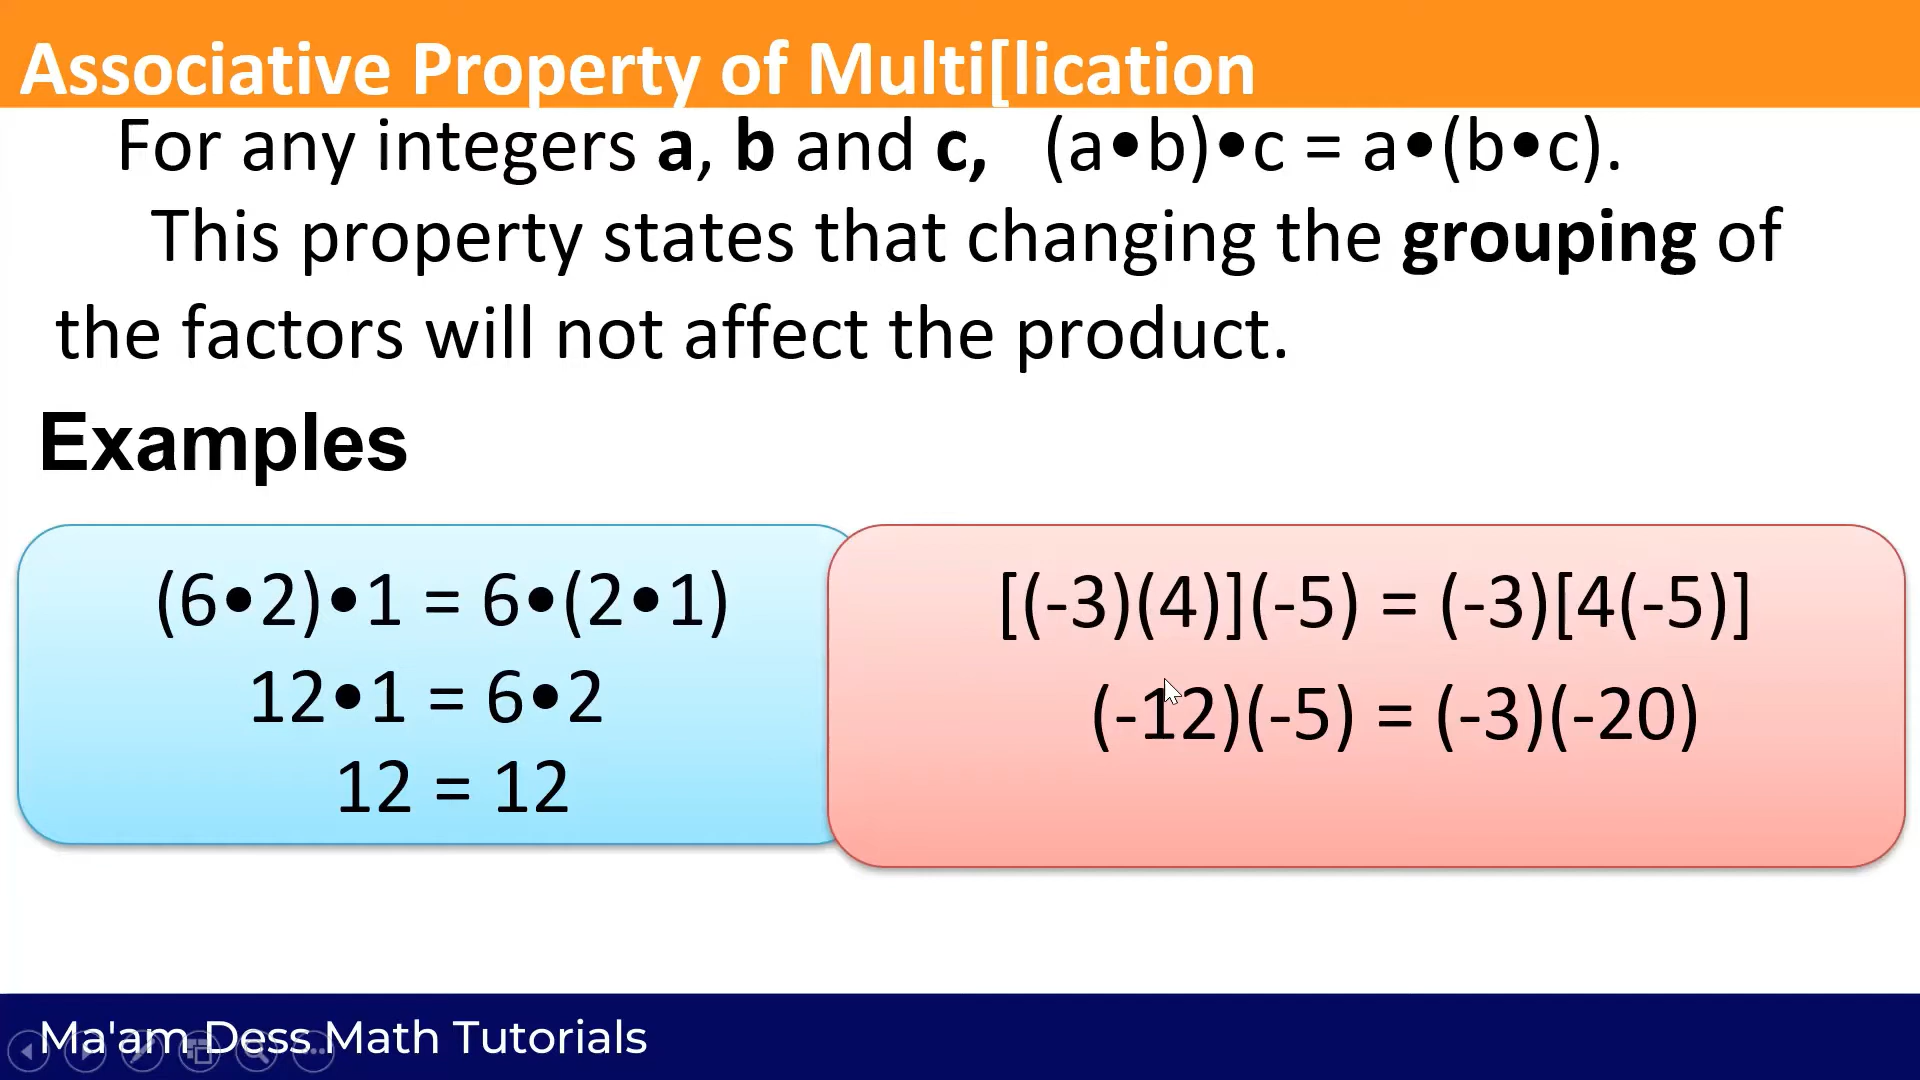 Associative Property of Multi[lication
For any integers a, b and c, (a•b)•c = a•(b•c).
This property states that changing the grouping of
the factors will not affect the product.
Examples
(6•2)•1 = 6•(2•1)
12•1 = 6•2
12 = 12
[(-3)(4)](-5) = (-3)[4(-5)]
(-12)(-5) = (-3)(-20)
Ma'am Dess Math Tutorials